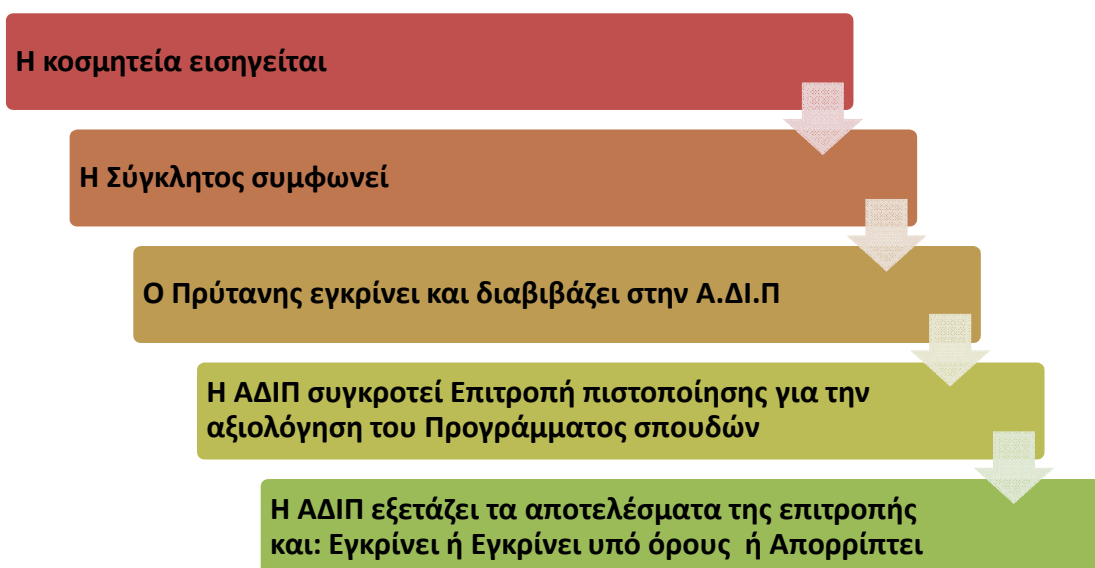 Η κοσμητεία εισηγείται
Η Σύγκλητος συμφωνεί
Ο Πρύτανης εγκρίνει και διαβιβάζει στην Α.ΔΙ.Π
Η ΑΔΙΠ συγκροτεί Επιτροπή πιστοποίησης για την
αξιολόγηση του Προγράμματος σπουδών
Η ΑΔΙΠ εξετάζει τα αποτελέσματα της επιτροπής
και: Εγκρίνει ή Εγκρίνει υπό όρους ή Απορρίπτει